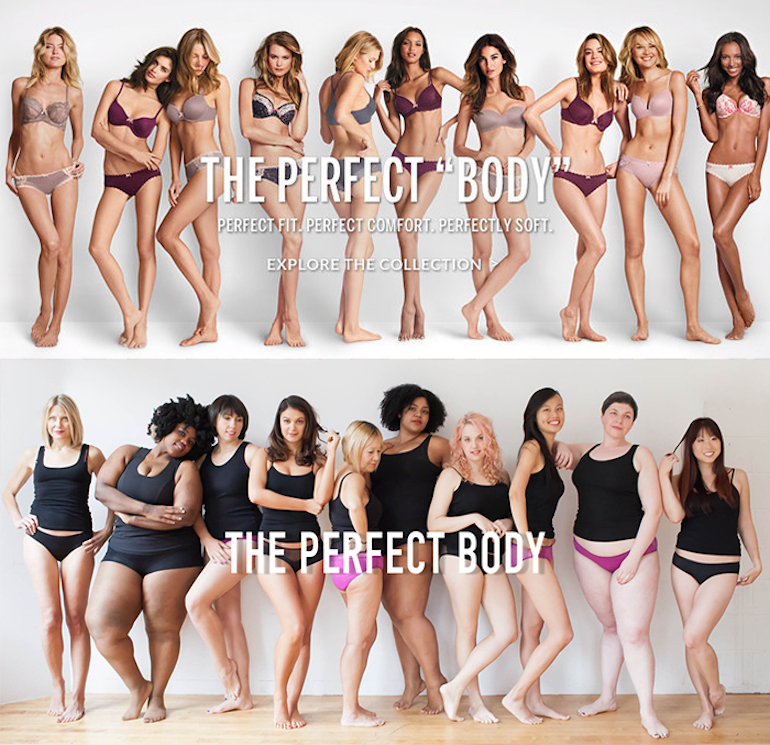 THE PERFECT “BODY”
PERFECT FIT. PERFECT COMFORT. PERFECTLY SOFT.
EXPLORE THE COLLECTION >
THE PERFECT BODY